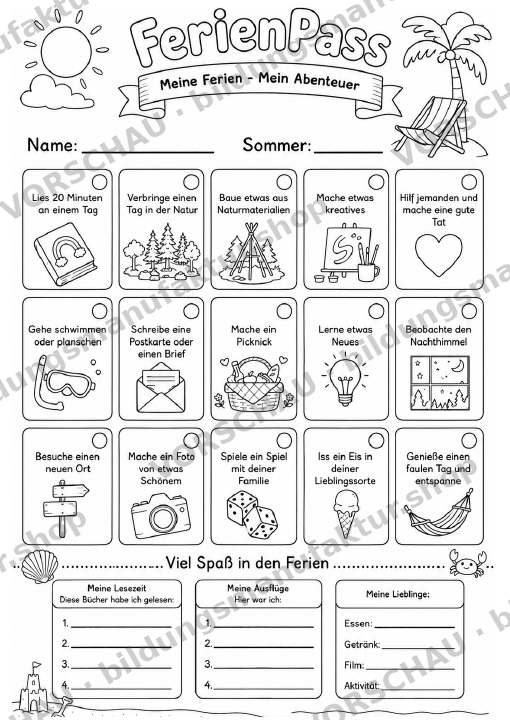 FerienPass
Meine Ferien - Mein Abenteuer
Name:
Sommer:
Lies 20 Minuten
an einem Tag
Verbringe einen
Tag in der Natur
Baue etwas aus
Naturmaterialien
Mache etwas
kreatives
Hilf jemanden und
mache eine gute
Tat
S
Gehe schwimmen
oder planschen
Schreibe eine
Postkarte oder
einen Brief
Mache ein
Picknick
Lerne etwas
Neues
Beobachte den
Nachthimmel
Besuche einen
neuen Ort
Mache ein Foto
von etwas
Schönem
Spiele ein Spiel
mit deiner
Familie
Iss ein Eis in
deiner
Lieblingssorte
Genieße einen
faulen Tag und
entspanne
Viel Spaß in den Ferien
Meine Lesezeit
Diese Bücher habe ich gelesen:
1.
2.
3.
4.
Meine Ausflüge
Hier war ich:
1.
2.
3.
4.
Meine Lieblinge:
Essen:
Getränk:
Film:
Aktivität:
VORSCHAU · bildungsmanufaktur.shop